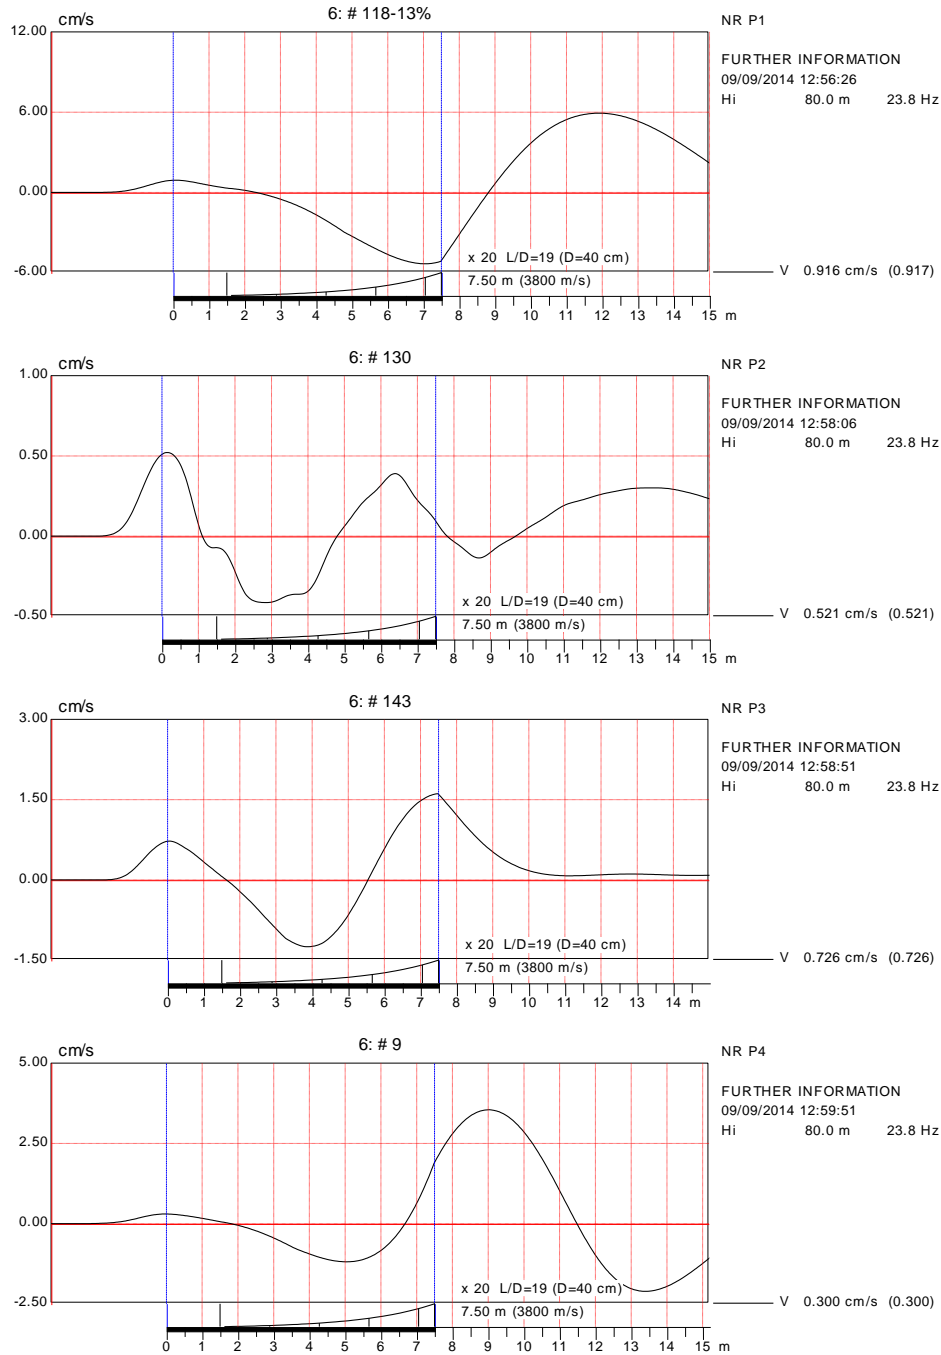 cm/s
6: # 118-13%
NR P1
12.00
FURTHER INFORMATION
09/09/2014 12:56:26
Hi 80.0 m 23.8 Hz
6.00
0.00
x 20 L/D=19 (D=40 cm)
-6.00
V 0.916 cm/s (0.917)
7.50 m (3800 m/s)
0 1 2 3 4 5 6 7 8 9 10 11 12 13 14 15 m
cm/s
6: # 130
NR P2
1.00
FURTHER INFORMATION
09/09/2014 12:58:06
Hi 80.0 m 23.8 Hz
0.50
0.00
x 20 L/D=19 (D=40 cm)
-0.50
V 0.521 cm/s (0.521)
7.50 m (3800 m/s)
0 1 2 3 4 5 6 7 8 9 10 11 12 13 14 15 m
cm/s
6: # 143
NR P3
3.00
FURTHER INFORMATION
09/09/2014 12:58:51
Hi 80.0 m 23.8 Hz
1.50
0.00
x 20 L/D=19 (D=40 cm)
-1.50
V 0.726 cm/s (0.726)
7.50 m (3800 m/s)
0 1 2 3 4 5 6 7 8 9 10 11 12 13 14 m
cm/s
6: # 9
NR P4
5.00
FURTHER INFORMATION
09/09/2014 12:59:51
Hi 80.0 m 23.8 Hz
2.50
0.00
x 20 L/D=19 (D=40 cm)
-2.50
V 0.300 cm/s (0.300)
7.50 m (3800 m/s)
0 1 2 3 4 5 6 7 8 9 10 11 12 13 14 15 m